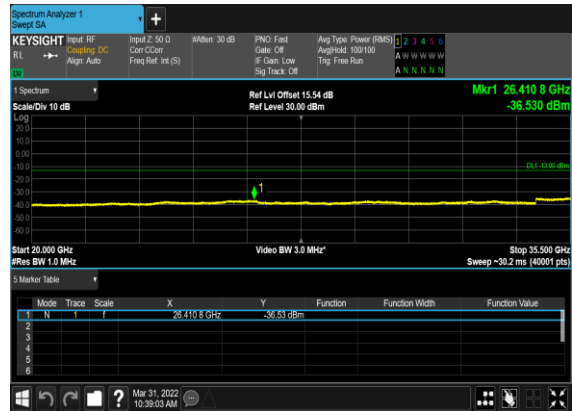 Spectrum Analyzer 1
Swept SA
KEYSIGHT Input: RF Input Z: 50 Ω #Atten: 30 dB PNO: Fast Avg Type: Power (RMS) 1 2 3 4 5 6
RL Coupling: DC Corr CCorr Gate: Off Avg|Hold: 100/100 A W W W W W
Align: Auto Freq Ref: Int (S) IF Gain: Low Trig: Free Run
Sig Track: Off A N N N N N
1 Spectrum Ref Lvl Offset 15.54 dB Mkr1 26.410 8 GHz
Scale/Div 10 dB Ref Level 30.00 dBm -36.530 dBm
Log
20.0
10.0
0.00
-10.0 DL1 -13.00 dBm
-20.0
-30.0 1
-40.0
-50.0
-60.0
Start 20.000 GHz Video BW 3.0 MHz* Stop 35.500 GHz
#Res BW 1.0 MHz Sweep ~30.2 ms (40001 pts)
5 Marker Table
Mode Trace Scale X Y Function Function Width Function Value
1 N 1 f 26.410 8 GHz -36.53 dBm
2
3
4
5
6
? Mar 31, 2022
10:39:03 AM